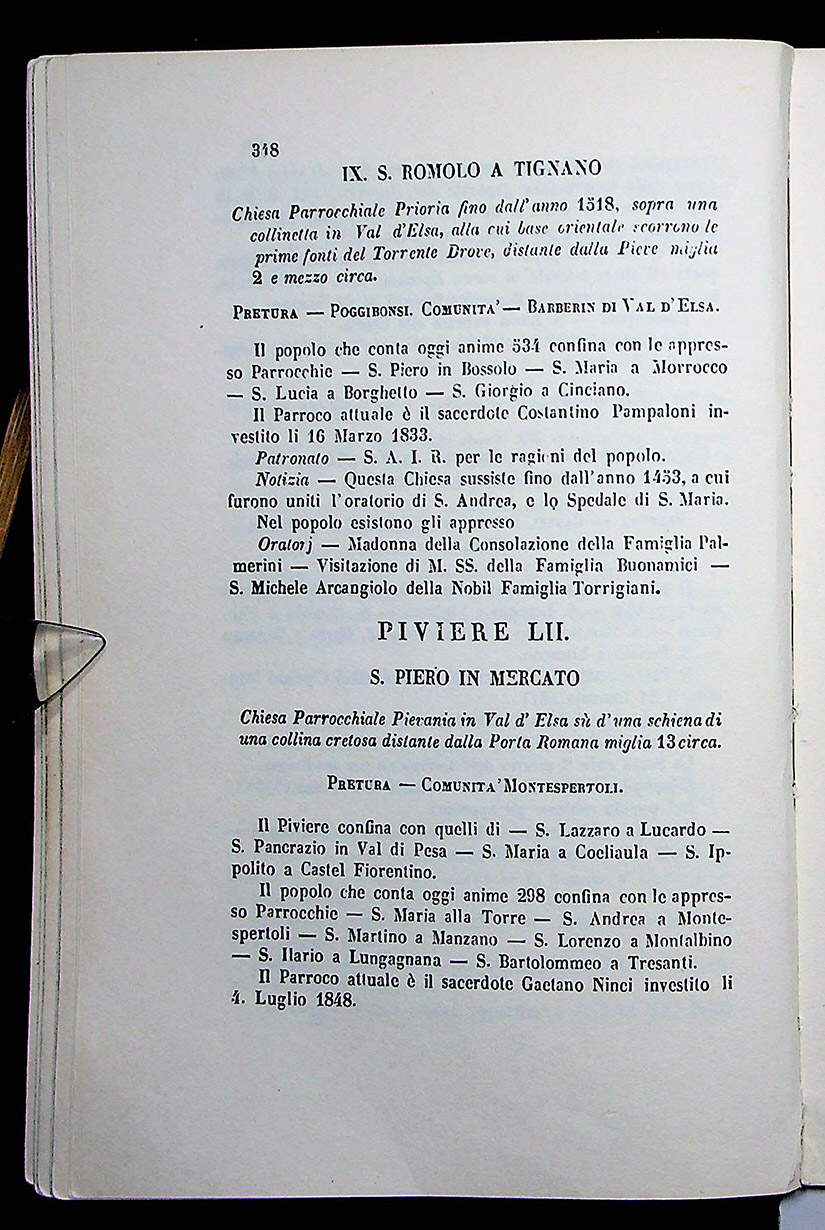 318
IX. S. ROMOLO A TIGNANO
Chiesa Parrocchiale Prioria fino dall'anno 1518, sopra una
collinetta in Val d'Elsa, alla cui base orientale scorrono le
prime fonti del Torrente Drove, distante dalla Pieve miglia
2 e mezzo circa.
PRETURA — POGGIBONSI. COMUNITA' — BARBERIN DI VAL D'ELSA.
Il popolo che conta oggi anime 534 confina con le appres-
so Parrocchie — S. Piero in Bossolo — S. Maria a Morrocco
— S. Lucia a Borghetto — S. Giorgio a Cinciano.
Il Parroco attuale è il sacerdote Costantino Pampaloni in-
vestito li 16 Marzo 1833.
Patronato — S. A. I. R. per le ragioni del popolo.
Notizia — Questa Chiesa sussiste fino dall'anno 1453, a cui
furono uniti l'oratorio di S. Andrea, e lo Spedale di S. Maria.
Nel popolo esistono gli appresso
Oratorj — Madonna della Consolazione della Famiglia Pal-
merini — Visitazione di M. SS. della Famiglia Buonamici —
S. Michele Arcangiolo della Nobil Famiglia Torrigiani.
PIVIERE LII.
S. PIERO IN MERCATO
Chiesa Parrocchiale Pievania in Val d' Elsa sù d'una schiena di
una collina cretosa distante dalla Porta Romana miglia 13 circa.
PRETURA — COMUNITA' MONTESPERTOLI.
Il Piviere confina con quelli di — S. Lazzaro a Lucardo —
S. Pancrazio in Val di Pesa — S. Maria a Coeliaula — S. Ip-
polito a Castel Fiorentino.
Il popolo che conta oggi anime 298 confina con le appres-
so Parrocchie — S. Maria alla Torre — S. Andrea a Monte-
spertoli — S. Martino a Manzano — S. Lorenzo a Montalbino
— S. Ilario a Lungagnana — S. Bartolommeo a Tresanti.
Il Parroco attuale è il sacerdote Gaetano Ninci investito li
4. Luglio 1848.